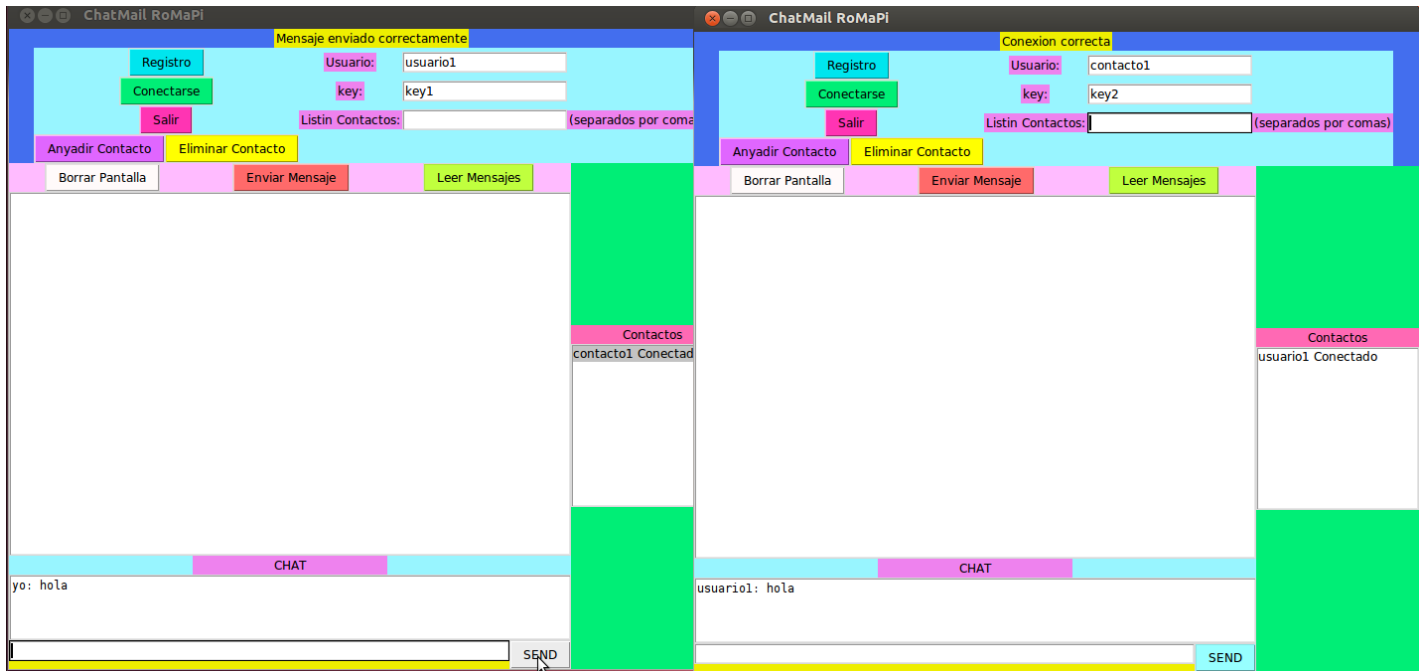 ChatMail RoMaPi
Mensaje enviado correctamente
Registro Usuario: usuario1
Conectarse key: key1
Salir Listin Contactos: (separados por coma
Anyadir Contacto Eliminar Contacto
Borrar Pantalla Enviar Mensaje Leer Mensajes
Contactos
contacto1 Conectad
CHAT
yo: hola
SEND
ChatMail RoMaPi
Conexion correcta
Registro Usuario: contacto1
Conectarse key: key2
Salir Listin Contactos: (separados por comas)
Anyadir Contacto Eliminar Contacto
Borrar Pantalla Enviar Mensaje Leer Mensajes
Contactos
usuario1 Conectado
CHAT
usuario1: hola
SEND